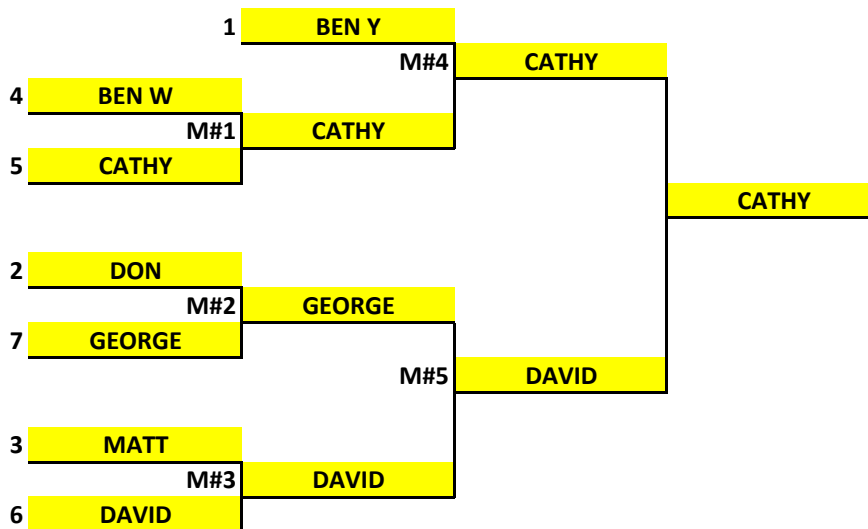 1 BEN Y
M#4 CATHY
4 BEN W
M#1 CATHY
5 CATHY
CATHY
2 DON
M#2 GEORGE
7 GEORGE
M#5 DAVID
3 MATT
M#3 DAVID
6 DAVID